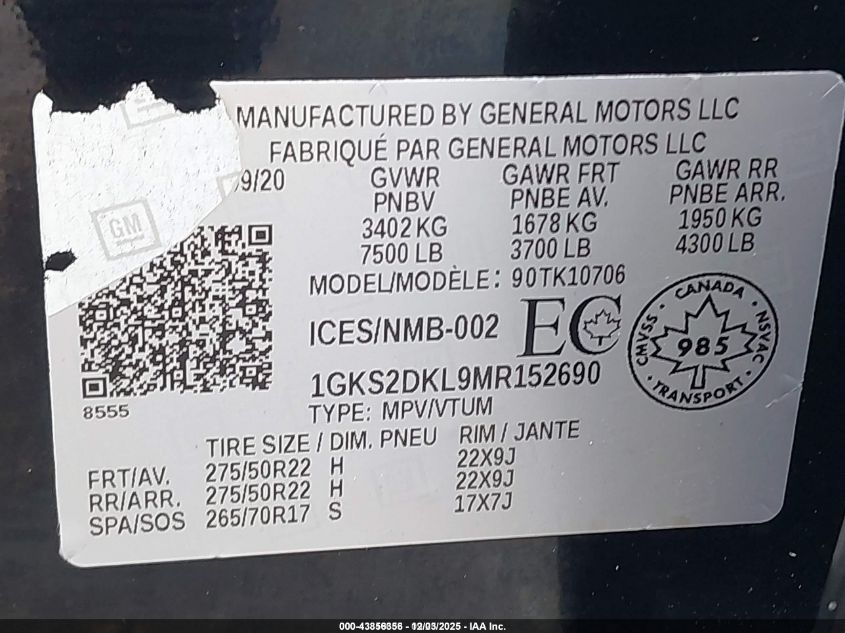 MANUFACTURED BY GENERAL MOTORS LLC
FABRIQUÉ PAR GENERAL MOTORS LLC
9/20 GVWR GAWR FRT GAWR RR
PNBV PNBE AV. PNBE ARR.
3402 KG 1678 KG 1950 KG
7500 LB 3700 LB 4300 LB
GM
MODEL/MODÈLE: 90TK10706
ICES/NMB-002 EC
CANADA
CMVSS 985 NSVAC
TRANSPORT
1GKS2DKL9MR152690
8555
TYPE: MPV/VTUM
TIRE SIZE / DIM. PNEU RIM / JANTE
FRT/AV. 275/50R22 H 22X9J
RR/ARR. 275/50R22 H 22X9J
SPA/SOS 265/70R17 S 17X7J
IAA Inc.